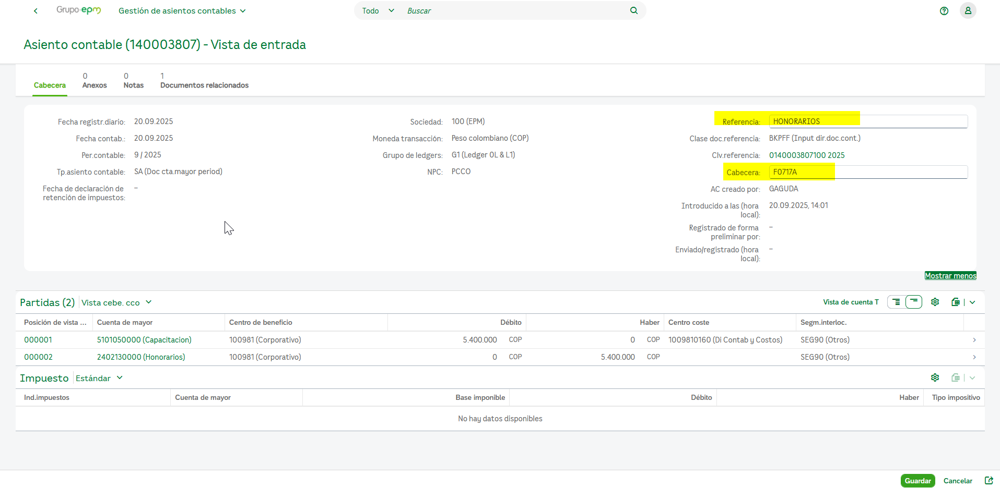 Grupo·epm
Gestión de asientos contables
Todo
Buscar
Asiento contable (140003807) - Vista de entrada
Cabecera
0
Anexos
0
Notas
1
Documentos relacionados
Fecha registr.diario: 20.09.2025
Fecha contab.: 20.09.2025
Per.contable: 9 / 2025
Tp.asiento contable: SA (Doc cta.mayor period)
Fecha de declaración de
retención de impuestos: –
Sociedad: 100 (EPM)
Moneda transacción: Peso colombiano (COP)
Grupo de ledgers: G1 (Ledger 0L & L1)
NPC: PCCO
Referencia: HONORARIOS
Clase doc.referencia: BKPFF (Input dir.doc.cont.)
Clv.referencia: 0140003807100 2025
Cabecera: F0717A
AC creado por: GAGUDA
Introducido a las (hora
local): 20.09.2025, 14:01
Registrado de forma
preliminar por: –
Enviado/registrado (hora
local): –
Mostrar menos
Partidas (2) Vista cebe. cco
Vista de cuenta T
Posición de vista ... Cuenta de mayor Centro de beneficio Débito Haber Centro coste Segm.interloc.
000001 5101050000 (Capacitacion) 100981 (Corporativo) 5.400.000 COP 0 COP 1009810160 (Di Contab y Costos) SEG90 (Otros)
000002 2402130000 (Honorarios) 100981 (Corporativo) 0 COP 5.400.000 COP SEG90 (Otros)
Impuesto Estándar
Ind.impuestos Cuenta de mayor Base imponible Débito Haber Tipo impositivo
No hay datos disponibles
Guardar Cancelar